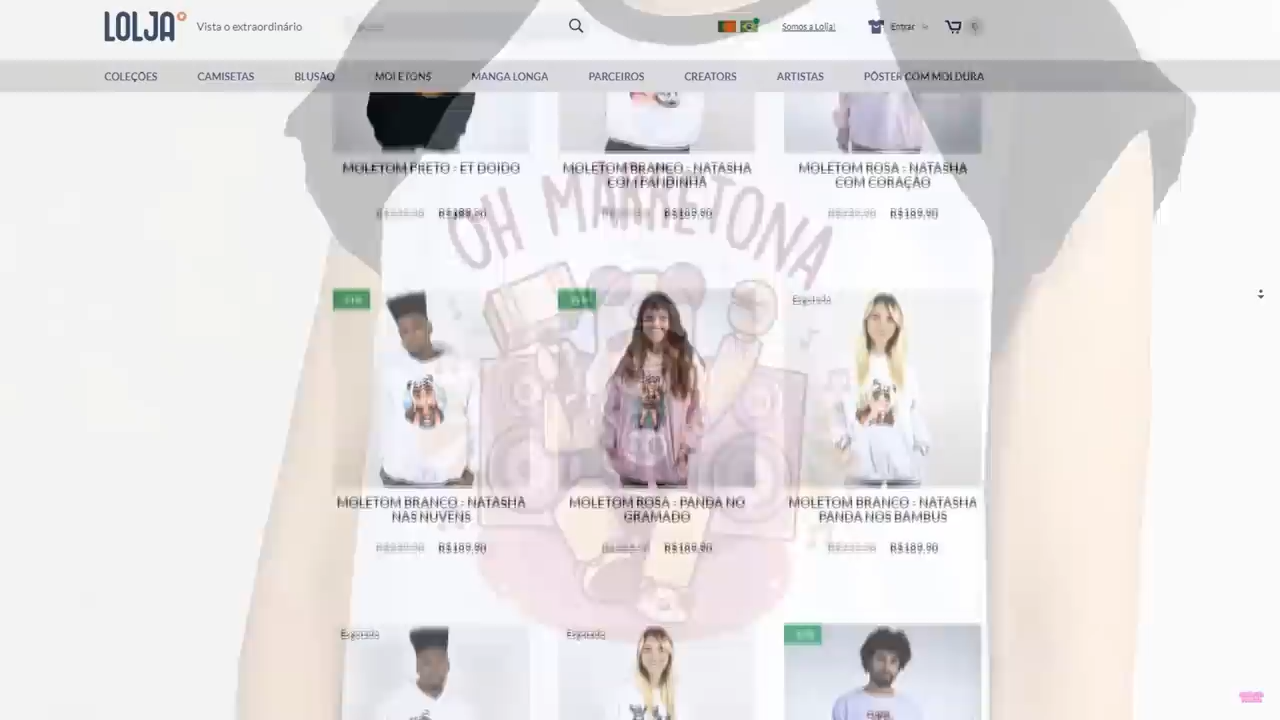 LOLJA
Vista o extraordinário
Somos a Lolja!
Entrar
0
COLEÇÕES
CAMISETAS
BLUSÃO
MOLETONS
MANGA LONGA
PARCEIROS
CREATORS
ARTISTAS
PÔSTER COM MOLDURA
MOLETOM PRETO - ET DOIDO
MOLETOM BRANCO - NATASHA
COM PANDINHA
MOLETOM ROSA - NATASHA
COM CORAÇÃO
R$189,90
R$189,90
R$189,90
OH MARRETONA
Esgotado
MOLETOM BRANCO - NATASHA
NAS NUVENS
MOLETOM ROSA - PANDA NO
GRAMADO
MOLETOM BRANCO - NATASHA
PANDA NOS BAMBUS
R$189,90
R$189,90
R$189,90
Esgotado
Esgotado